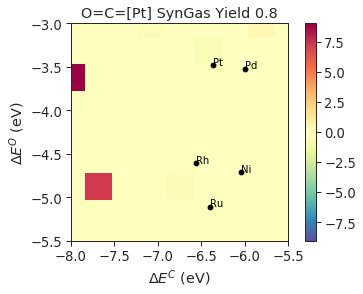 O=C=[Pt] SynGas Yield 0.8
ΔE^O (eV)
−3.0
−3.5
−4.0
−4.5
−5.0
−5.5
Pt
Pd
Rh
Ni
Ru
−8.0 −7.5 −7.0 −6.5 −6.0 −5.5
ΔE^C (eV)
7.5
5.0
2.5
0.0
−2.5
−5.0
−7.5